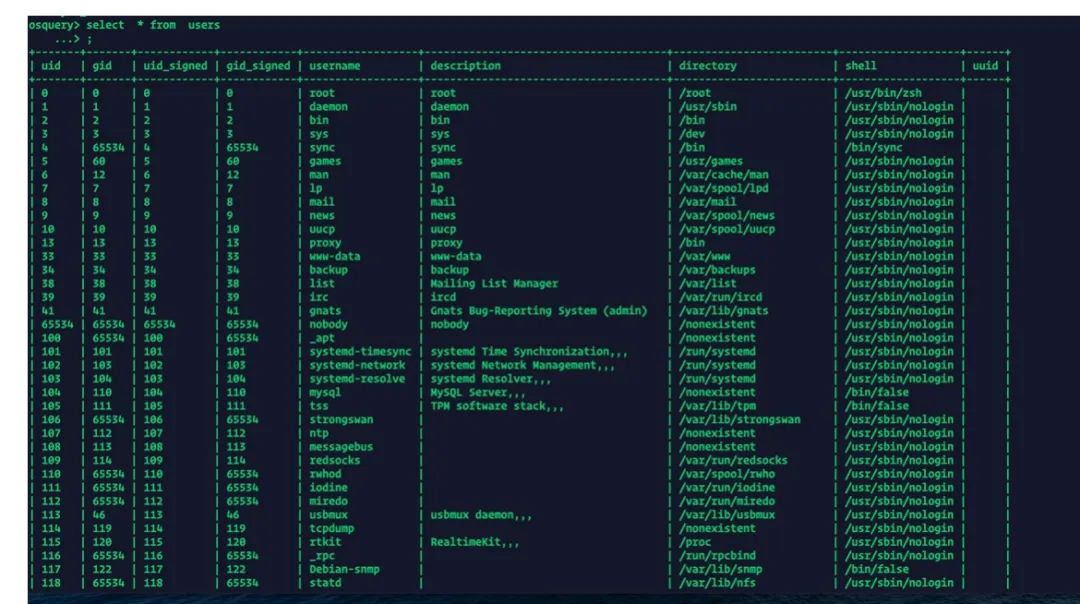 osquery> select  * from  users
    ...> ;
+-------+-------+------------+------------+------------------+------------------------------------+----------------------+-------------------+------+
| uid | gid | uid_signed | gid_signed | username | description | directory | shell | uuid |
+-------+-------+------------+------------+------------------+------------------------------------+----------------------+-------------------+------+
| 0 | 0 | 0 | 0 | root | root | /root | /usr/bin/zsh | |
| 1 | 1 | 1 | 1 | daemon | daemon | /usr/sbin | /usr/sbin/nologin | |
| 2 | 2 | 2 | 2 | bin | bin | /bin | /usr/sbin/nologin | |
| 3 | 3 | 3 | 3 | sys | sys | /dev | /usr/sbin/nologin | |
| 4 | 65534 | 4 | 65534 | sync | sync | /bin | /bin/sync | |
| 5 | 60 | 5 | 60 | games | games | /usr/games | /usr/sbin/nologin | |
| 6 | 12 | 6 | 12 | man | man | /var/cache/man | /usr/sbin/nologin | |
| 7 | 7 | 7 | 7 | lp | lp | /var/spool/lpd | /usr/sbin/nologin | |
| 8 | 8 | 8 | 8 | mail | mail | /var/mail | /usr/sbin/nologin | |
| 9 | 9 | 9 | 9 | news | news | /var/spool/news | /usr/sbin/nologin | |
| 10 | 10 | 10 | 10 | uucp | uucp | /var/spool/uucp | /usr/sbin/nologin | |
| 13 | 13 | 13 | 13 | proxy | proxy | /bin | /usr/sbin/nologin | |
| 33 | 33 | 33 | 33 | www-data | www-data | /var/www | /usr/sbin/nologin | |
| 34 | 34 | 34 | 34 | backup | backup | /var/backups | /usr/sbin/nologin | |
| 38 | 38 | 38 | 38 | list | Mailing List Manager | /var/list | /usr/sbin/nologin | |
| 39 | 39 | 39 | 39 | irc | ircd | /var/run/ircd | /usr/sbin/nologin | |
| 41 | 41 | 41 | 41 | gnats | Gnats Bug-Reporting System (admin) | /var/lib/gnats | /usr/sbin/nologin | |
| 65534 | 65534 | 65534 | 65534 | nobody | nobody | /nonexistent | /usr/sbin/nologin | |
| 100 | 65534 | 100 | 65534 | _apt | | /nonexistent | /usr/sbin/nologin | |
| 101 | 101 | 101 | 101 | systemd-timesync | systemd Time Synchronization,,, | /run/systemd | /usr/sbin/nologin | |
| 102 | 103 | 102 | 103 | systemd-network | systemd Network Management,,, | /run/systemd | /usr/sbin/nologin | |
| 103 | 104 | 103 | 104 | systemd-resolve | systemd Resolver,,, | /run/systemd | /usr/sbin/nologin | |
| 104 | 110 | 104 | 110 | mysql | MySQL Server,,, | /nonexistent | /bin/false | |
| 105 | 111 | 105 | 111 | tss | TPM software stack,,, | /var/lib/tpm | /bin/false | |
| 106 | 65534 | 106 | 65534 | strongswan | | /var/lib/strongswan | /usr/sbin/nologin | |
| 107 | 112 | 107 | 112 | ntp | | /nonexistent | /usr/sbin/nologin | |
| 108 | 113 | 108 | 113 | messagebus | | /nonexistent | /usr/sbin/nologin | |
| 109 | 114 | 109 | 114 | redsocks | | /var/run/redsocks | /usr/sbin/nologin | |
| 110 | 65534 | 110 | 65534 | rwhod | | /var/spool/rwho | /usr/sbin/nologin | |
| 111 | 65534 | 111 | 65534 | iodine | | /var/run/iodine | /usr/sbin/nologin | |
| 112 | 65534 | 112 | 65534 | miredo | | /var/run/miredo | /usr/sbin/nologin | |
| 113 | 46 | 113 | 46 | usbmux | usbmux daemon,,, | /var/lib/usbmux | /usr/sbin/nologin | |
| 114 | 119 | 114 | 119 | tcpdump | | /nonexistent | /usr/sbin/nologin | |
| 115 | 120 | 115 | 120 | rtkit | RealtimeKit,,, | /proc | /usr/sbin/nologin | |
| 116 | 65534 | 116 | 65534 | _rpc | | /run/rpcbind | /usr/sbin/nologin | |
| 117 | 122 | 117 | 122 | Debian-snmp | | /var/lib/snmp | /bin/false | |
| 118 | 65534 | 118 | 65534 | statd | | /var/lib/nfs | /usr/sbin/nologin | |